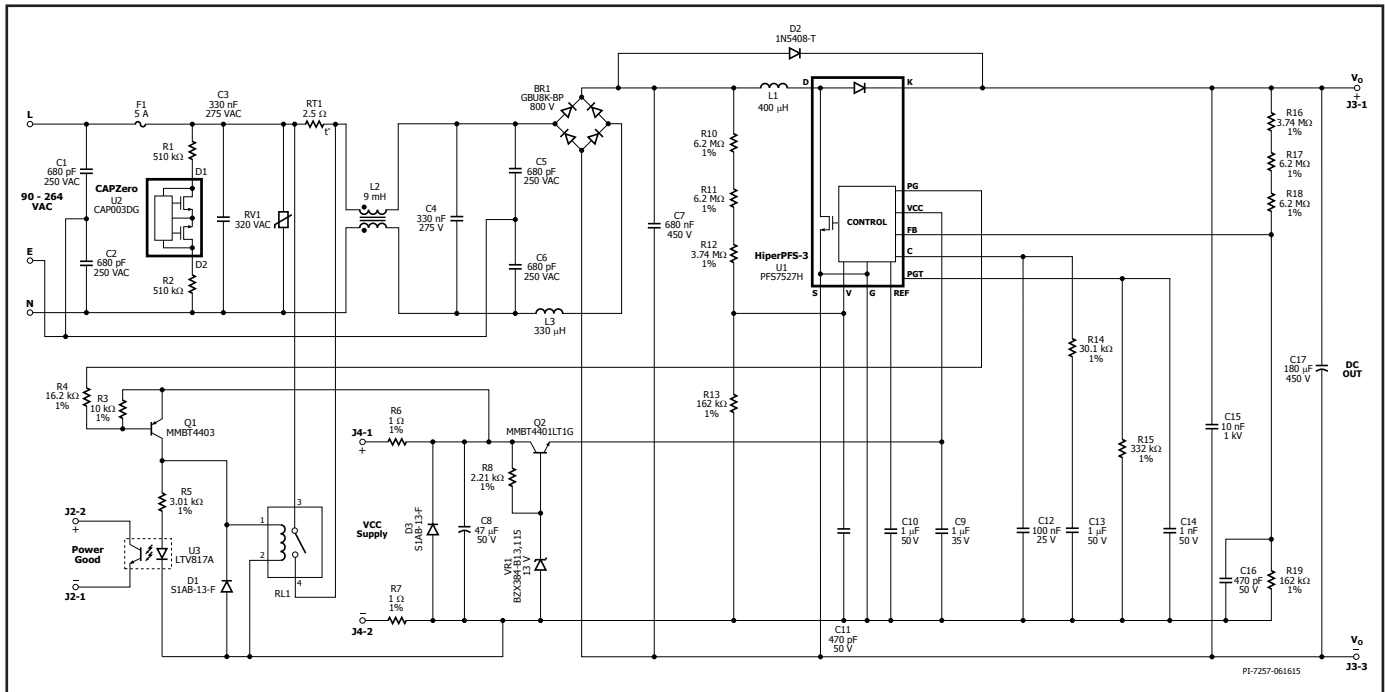 D2
1N5408-T
L1
400 μH
D
K
VO
+
J3-1
BR1
GBU8K-BP
800 V
C3
330 nF
275 VAC
RT1
2.5 Ω
t°
F1
5 A
L
R1
510 kΩ
C1
680 pF
250 VAC
90 - 264
VAC
CAPZero
U2
CAP003DG
D1
D2
RV1
320 VAC
L2
9 mH
C4
330 nF
275 V
C5
680 pF
250 VAC
C2
680 pF
250 VAC
E
R2
510 kΩ
C6
680 pF
250 VAC
N
L3
330 μH
C7
680 nF
450 V
R10
6.2 MΩ
1%
R11
6.2 MΩ
1%
R12
3.74 MΩ
1%
HiperPFS-3
U1
PFS7527H
CONTROL
PG
VCC
FB
C
PGT
S
V
G
REF
R16
3.74 MΩ
1%
R17
6.2 MΩ
1%
R18
6.2 MΩ
1%
R14
30.1 kΩ
1%
C17
180 μF
450 V
DC
OUT
R4
16.2 kΩ
1%
R3
10 kΩ
1%
Q1
MMBT4403
R6
1 Ω
1%
J4-1
+
Q2
MMBT4401LT1G
R13
162 kΩ
1%
C15
10 nF
1 kV
R15
332 kΩ
1%
R8
2.21 kΩ
1%
R5
3.01 kΩ
1%
J2-2
+
Power
Good
U3
LTV817A
J2-1
–
D1
S1AB-13-F
1
2
3
4
RL1
VCC
Supply
D3
S1AB-13-F
C8
47 μF
50 V
VR1
BZX384-B13,115
13 V
R7
1 Ω
1%
–
J4-2
C11
470 pF
50 V
C10
1 μF
50 V
C9
1 μF
35 V
C12
100 nF
25 V
C13
1 μF
50 V
C14
1 nF
50 V
C16
470 pF
50 V
R19
162 kΩ
1%
VO
–
J3-3
PI-7257-061615